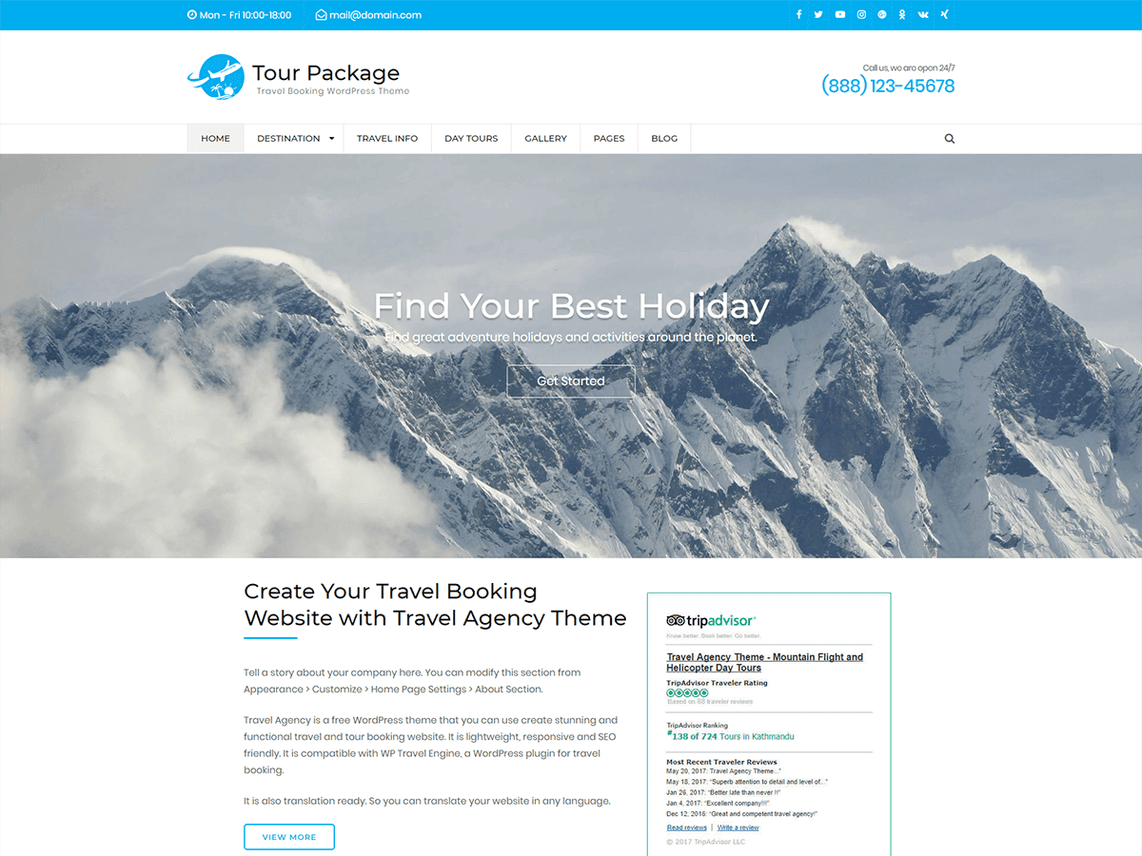 Mon - Fri 10:00-18:00 mail@domain.com
Tour Package
Travel Booking WordPress Theme
Call us, we are open 24/7
(888) 123-45678
HOME DESTINATION TRAVEL INFO DAY TOURS GALLERY PAGES BLOG
Find Your Best Holiday
Find great adventure holidays and activities around the planet.
Get Started
Create Your Travel Booking
Website with Travel Agency Theme
Tell a story about your company here. You can modify this section from
Appearance > Customize > Home Page Settings > About Section.
Travel Agency is a free WordPress theme that you can use create stunning and
functional travel and tour booking website. It is lightweight, responsive and SEO
friendly. It is compatible with WP Travel Engine, a WordPress plugin for travel
booking.
It is also translation ready. So you can translate your website in any language.
VIEW MORE
tripadvisor®
Know better. Book better. Go better.
Travel Agency Theme - Mountain Flight and
Helicopter Day Tours
TripAdvisor Traveler Rating
Based on 68 traveler reviews
TripAdvisor Ranking
#138 of 724 Tours in Kathmandu
Most Recent Traveler Reviews
May 20, 2017: Travel Agency Theme..."
May 18, 2017: "Superb attention to detail and level of..."
Jan 26, 2017: "Better late than never !!"
Jan 4, 2017: "Excellent company!!!"
Dec 12, 2016: "Great and competent travel agency!"
Read reviews | Write a review
© 2017 TripAdvisor LLC